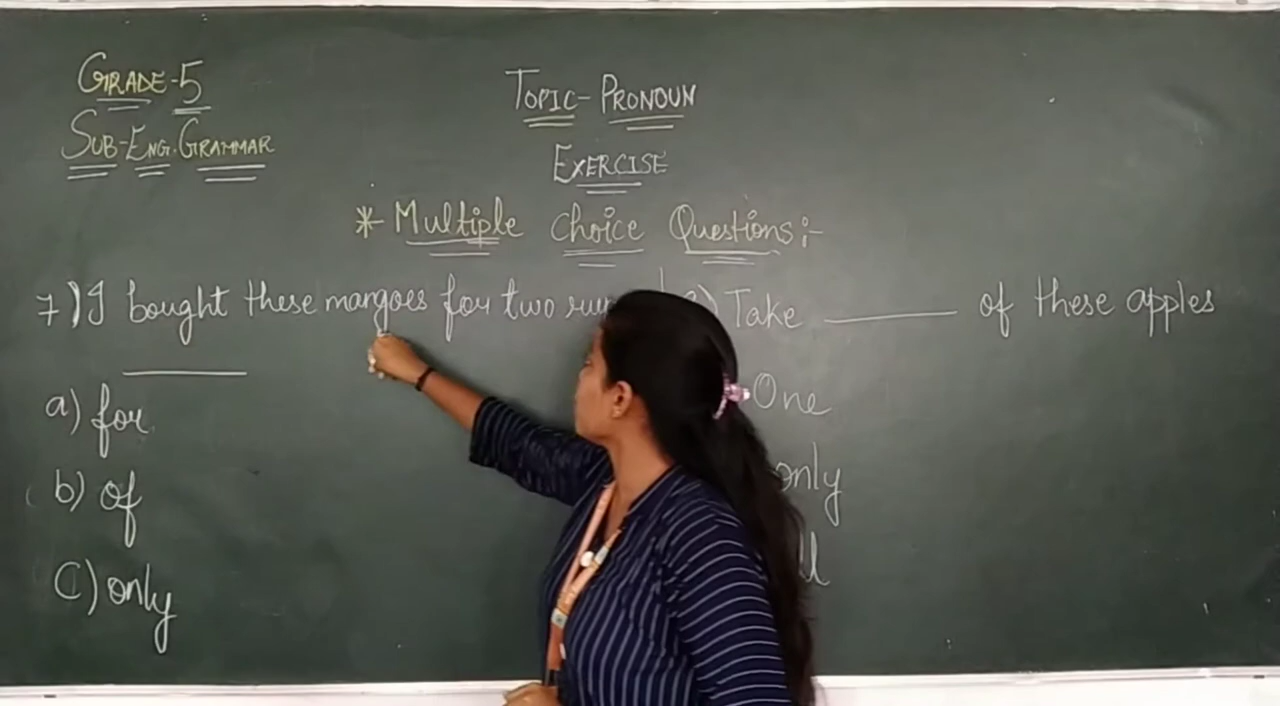 GRADE-5
SUB-ENG.GRAMMAR
TOPIC-PRONOUN
EXERCISE
* Multiple choice Questions:-
7) I bought these mangoes for two
______
a) for
b) of
c) only
Take ______ of these apples
One
only